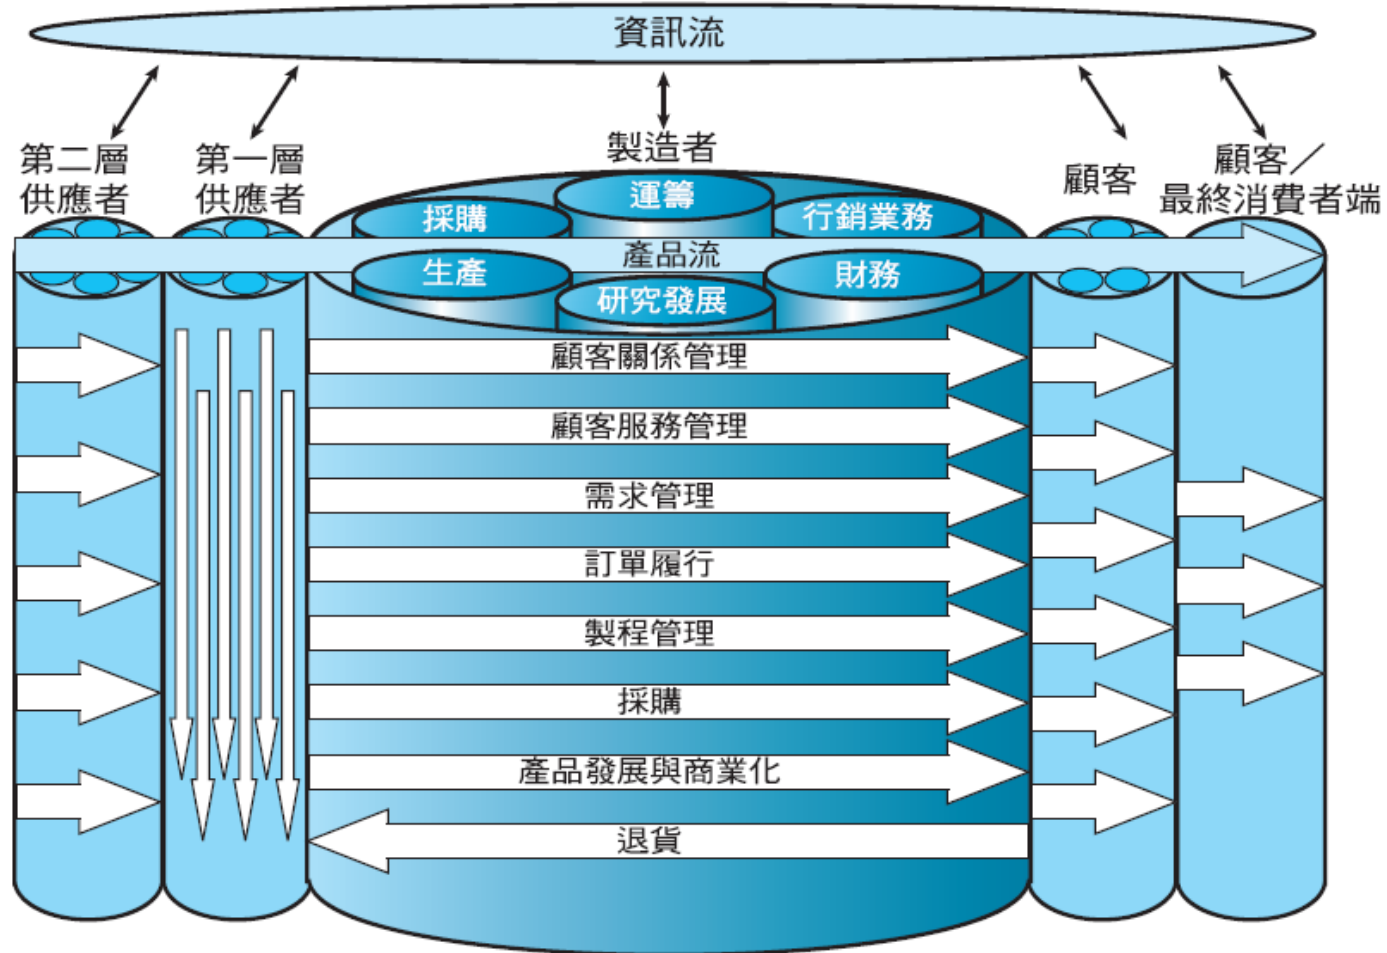 資訊流
第二層
供應者
第一層
供應者
製造者
顧客
顧客／
最終消費者端
運籌
採購
行銷業務
產品流
生產
財務
研究發展
顧客關係管理
顧客服務管理
需求管理
訂單履行
製程管理
採購
產品發展與商業化
退貨